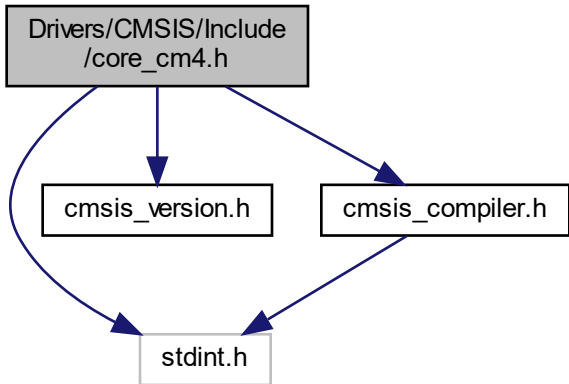 Drivers/CMSIS/Include
/core_cm4.h
cmsis_version.h
cmsis_compiler.h
stdint.h